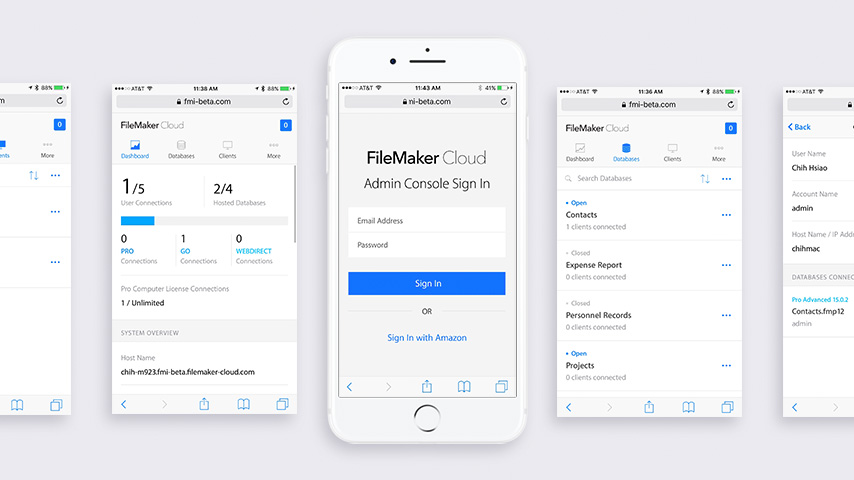 m
88%
0
ents
More
AT&T
11:36 AM
88%
fmi-beta.com
FileMaker Cloud
0
Dashboard
Databases
Clients
More
1/5
User Connections
2/4
Hosted Databases
0
PRO
Connections
1
GO
Connections
0
WEBDIRECT
Connections
Pro Computer License Connections
1 / Unlimited
SYSTEM OVERVIEW
Host Name
chih-m923.fmi-beta.filemaker-cloud.com
AT&T
11:43 AM
41%
ni-beta.com
FileMaker Cloud
Admin Console Sign In
Email Address
Password
Sign In
OR
Sign In with Amazon
AT&T
11:36 AM
88%
fmi-beta.com
FileMaker Cloud
0
Dashboard
Databases
Clients
More
Search Databases
Open
Contacts
1 clients connected
Closed
Expense Report
0 clients connected
Closed
Personnel Records
0 clients connected
Open
Projects
0 clients connected
AT&T
Back
User Name
Chih Hsiao
Account Name
admin
Host Name / IP Addre
chihmac
DATABASES CONNEC
Pro Advanced 15.0.2
Contacts.fmp12
admin